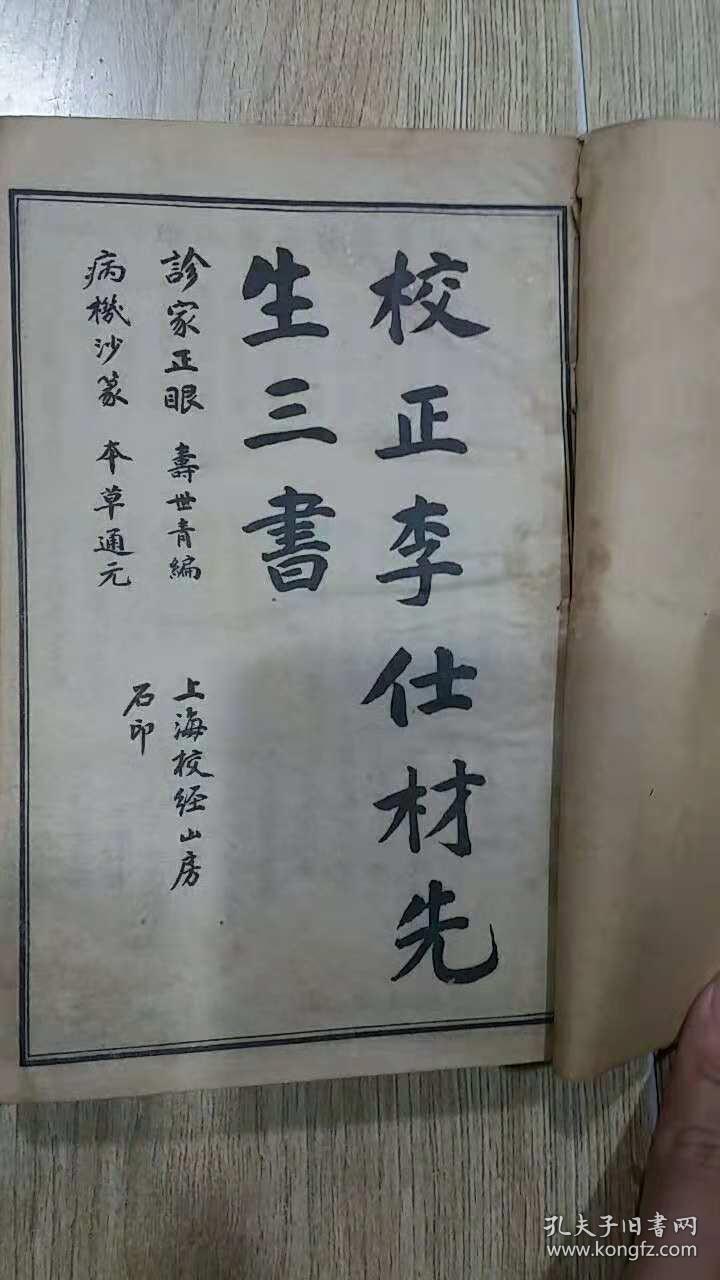 校正李仕材先
生三書
診家正眼 壽世青編
病機沙篆 本草通元
上海校经山房
石印
孔夫子旧书网
www.kongfz.com